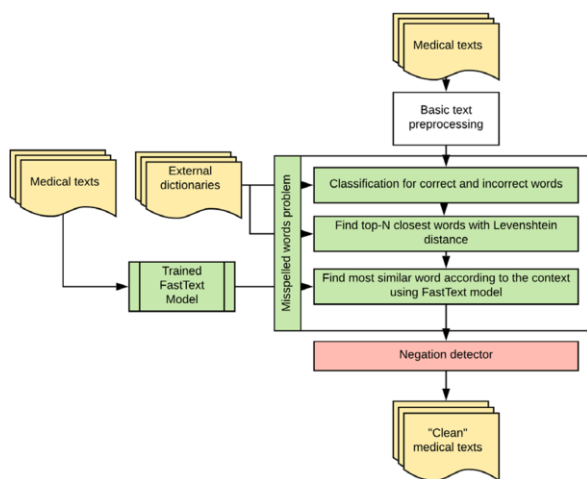 Medical texts
Basic text
preprocessing
Medical texts
External
dictionaries
Misspelled words problem
Classification for correct and incorrect words
Find top-N closest words with Levenshtein
distance
Trained
FastText
Model
Find most similar word according to the context
using FastText model
Negation detector
"Clean"
medical texts